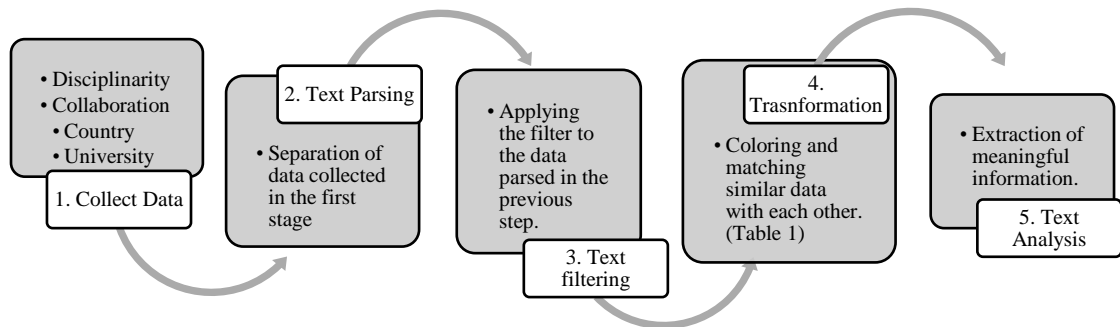 • Disciplinarity
• Collaboration
• Country
• University
1. Collect Data
2. Text Parsing
• Separation of
data collected
in the first
stage
• Applying
the filter to
the data
parsed in the
previous
step.
3. Text
filtering
4.
Trasnformation
• Coloring and
matching
similar data
with each other.
(Table 1)
• Extraction of
meaningful
information.
5. Text
Analysis